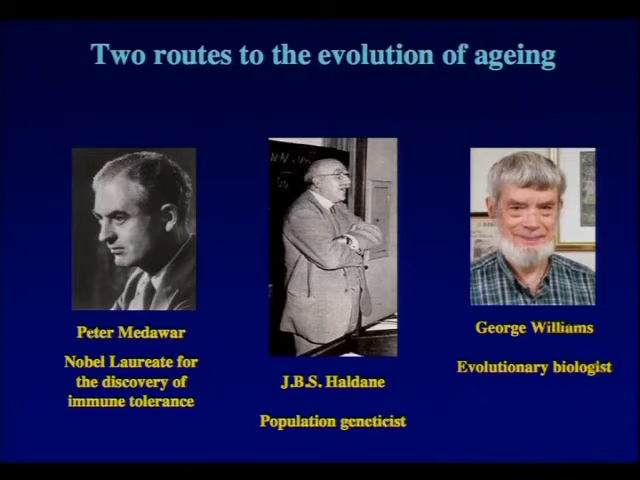 Two routes to the evolution of ageing
Peter Medawar
Nobel Laureate for
the discovery of
immune tolerance
J.B.S. Haldane
Population geneticist
George Williams
Evolutionary biologist